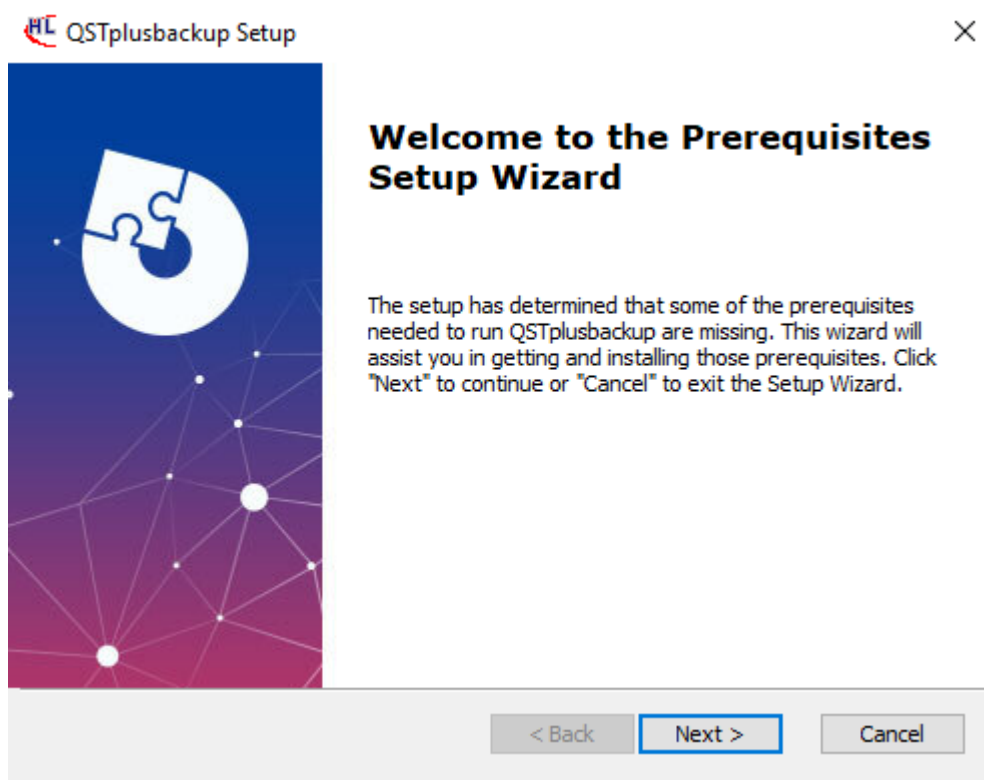 HL QSTplusbackup Setup
Welcome to the Prerequisites
Setup Wizard
The setup has determined that some of the prerequisites
needed to run QSTplusbackup are missing. This wizard will
assist you in getting and installing those prerequisites. Click
"Next" to continue or "Cancel" to exit the Setup Wizard.
< Back Next > Cancel